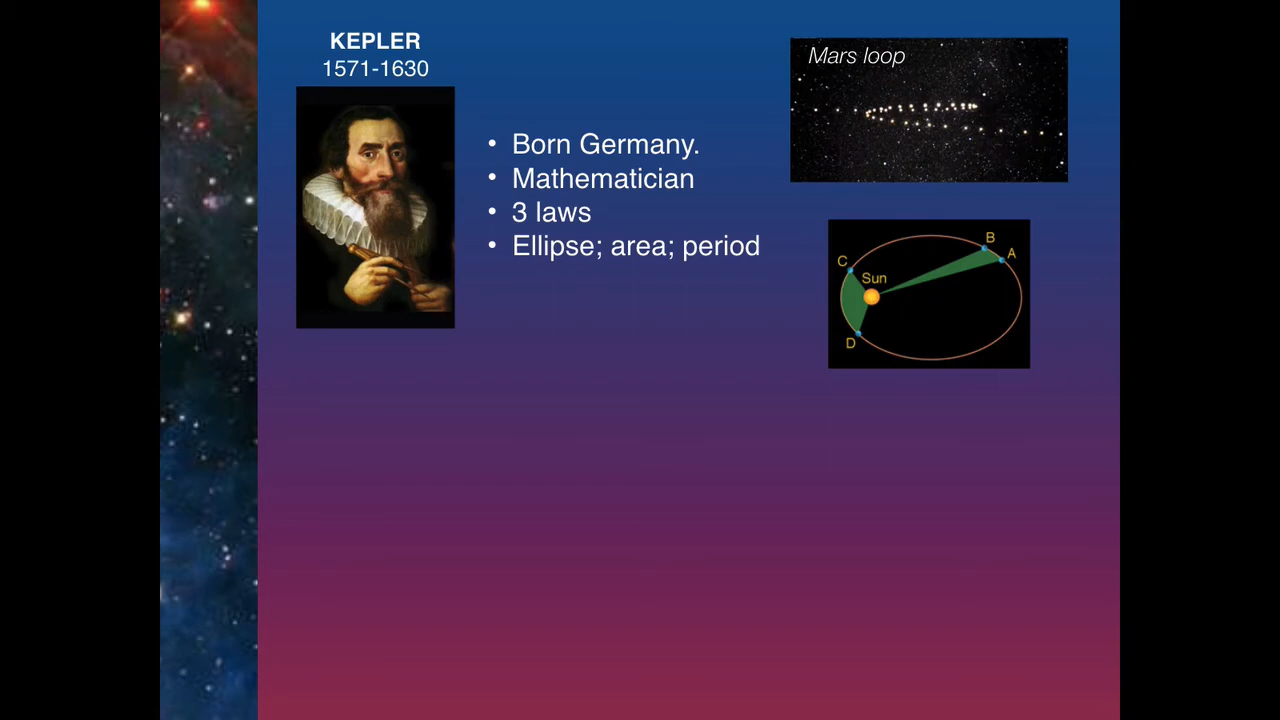 KEPLER
1571-1630
• Born Germany.
• Mathematician
• 3 laws
• Ellipse; area; period
Mars loop
B
A
C
Sun
D